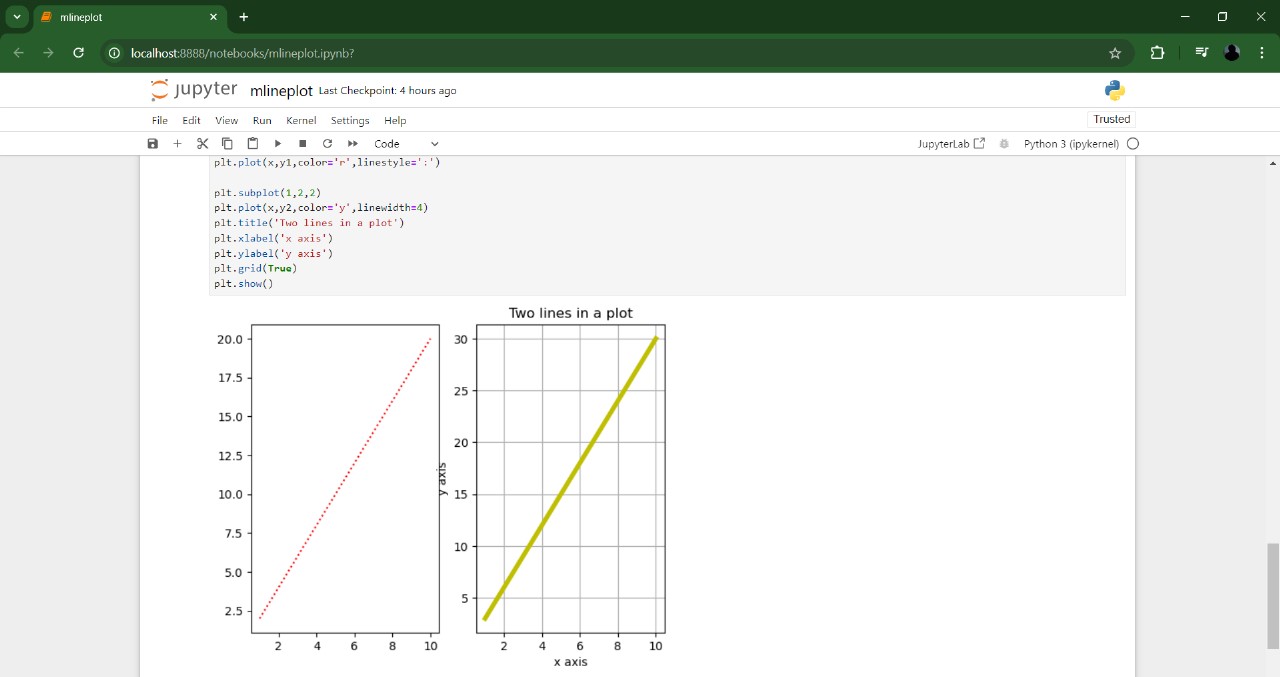 mlineplot
localhost:8888/notebooks/mlineplot.ipynb?
jupyter mlineplot Last Checkpoint: 4 hours ago
File Edit View Run Kernel Settings Help
Trusted
Code
JupyterLab Python 3 (ipykernel)
plt.plot(x,y1,color='r',linestyle=':')
plt.subplot(1,2,2)
plt.plot(x,y2,color='y',linewidth=4)
plt.title('Two lines in a plot')
plt.xlabel('x axis')
plt.ylabel('y axis')
plt.grid(True)
plt.show()
20.0
17.5
15.0
12.5
10.0
7.5
5.0
2.5
2 4 6 8 10
Two lines in a plot
y axis
30
25
20
15
10
5
2 4 6 8 10
x axis